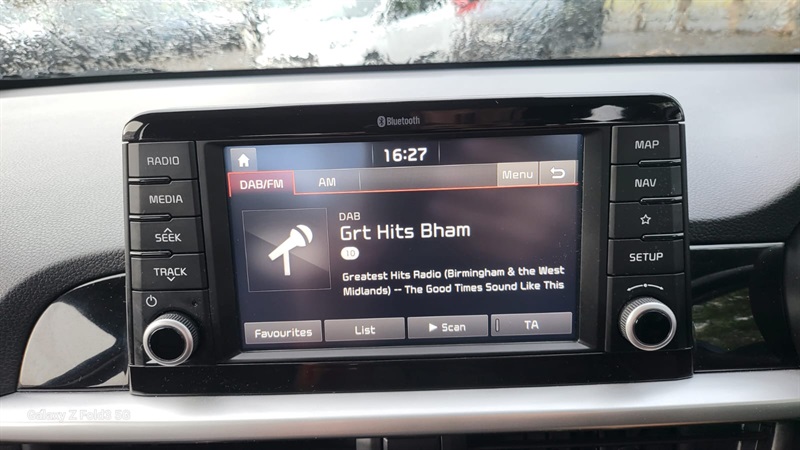 Bluetooth
16:27
RADIO
MEDIA
SEEK
TRACK
DAB/FM
AM
Menu
DAB
Grt Hits Bham
10
Greatest Hits Radio (Birmingham & the West
Midlands) -- The Good Times Sound Like This
Favourites
List
Scan
TA
MAP
NAV
SETUP
Galaxy Z Fold3 5G